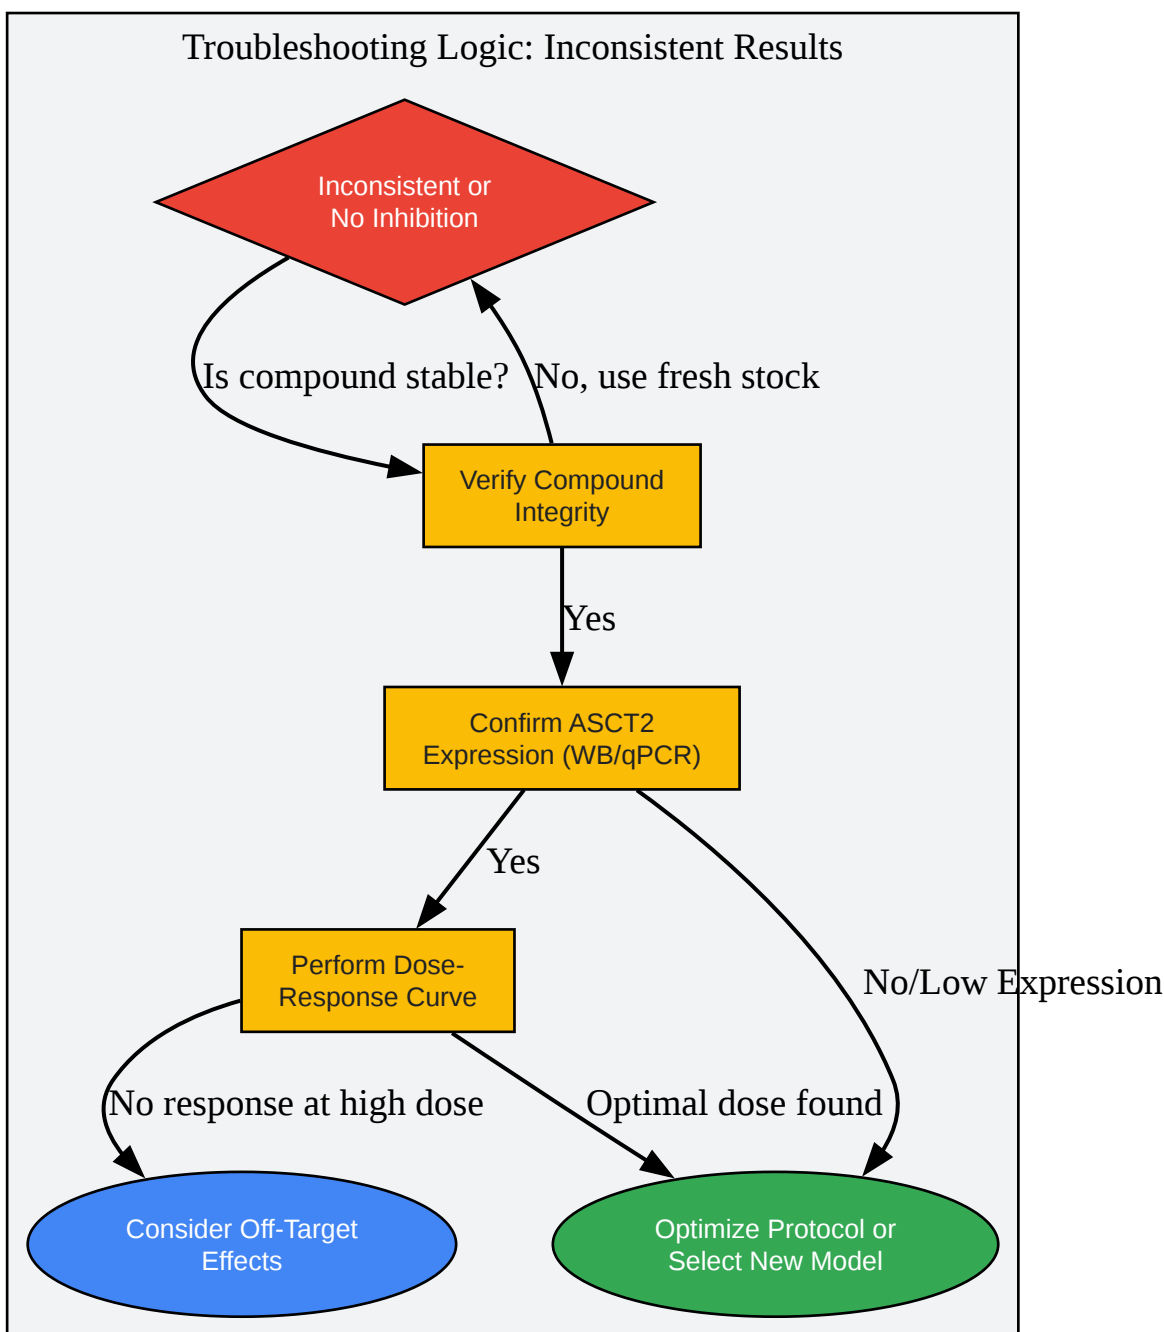 Troubleshooting Logic: Inconsistent Results
Inconsistent or
No Inhibition
Is compound stable?
No, use fresh stock
Verify Compound
Integrity
Yes
Confirm ASCT2
Expression (WB/qPCR)
Yes
Perform Dose-
Response Curve
No/Low Expression
No response at high dose
Optimal dose found
Consider Off-Target
Effects
Optimize Protocol or
Select New Model